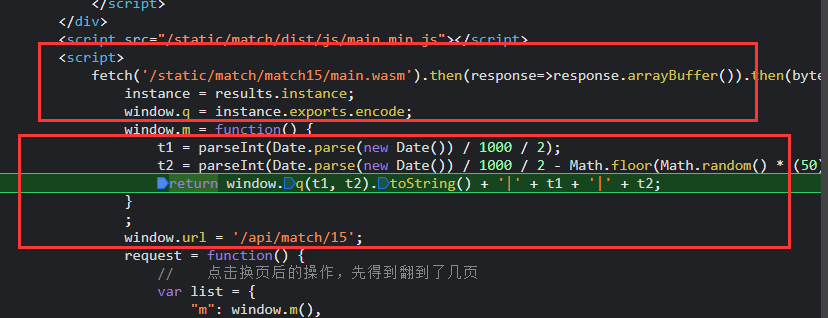 </script>
</div>
<script src="/static/match/dist/js/main.min.js"></script>
<script>
fetch('/static/match/match15/main.wasm').then(response=>response.arrayBuffer()).then(byte
instance = results.instance;
window.q = instance.exports.encode;
window.m = function() {
t1 = parseInt(Date.parse(new Date()) / 1000 / 2);
t2 = parseInt(Date.parse(new Date()) / 1000 / 2 - Math.floor(Math.random() * (50)
return window.q(t1, t2).toString() + '|' + t1 + '|' + t2;
}
;
window.url = '/api/match/15';
request = function() {
// 点击换页后的操作，先得到翻到了几页
var list = {
"m": window.m(),